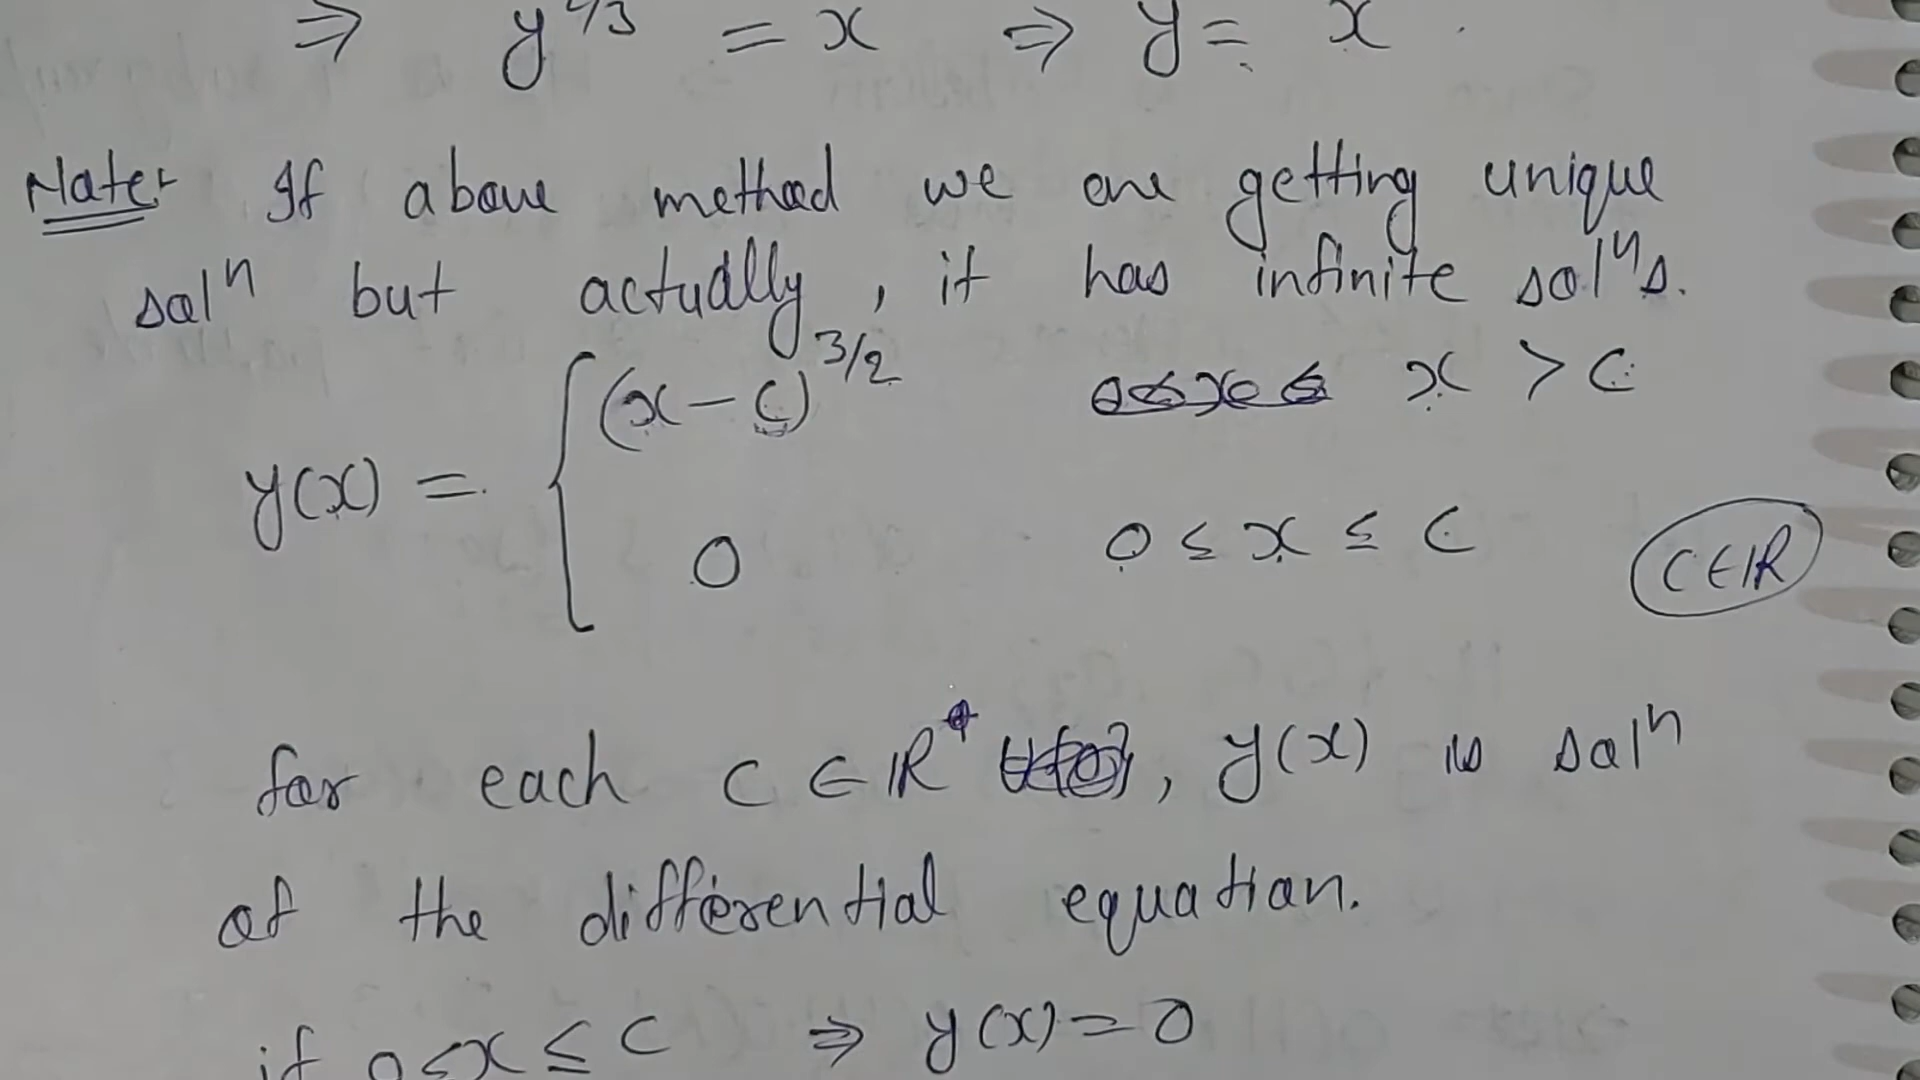 ⇒ y^{2/3} = x ⇒ y = x
Note:- If above method we are getting unique
solⁿ but actually, it has infinite solⁿs.
y(x) = { (x-c)^{3/2} x > c
0 0 ≤ x ≤ c
C ∈ ℝ
for each C ∈ ℝ⁺, y(x) is solⁿ
of the differential equation.
if 0 ≤ x ≤ c ⇒ y(x) = 0